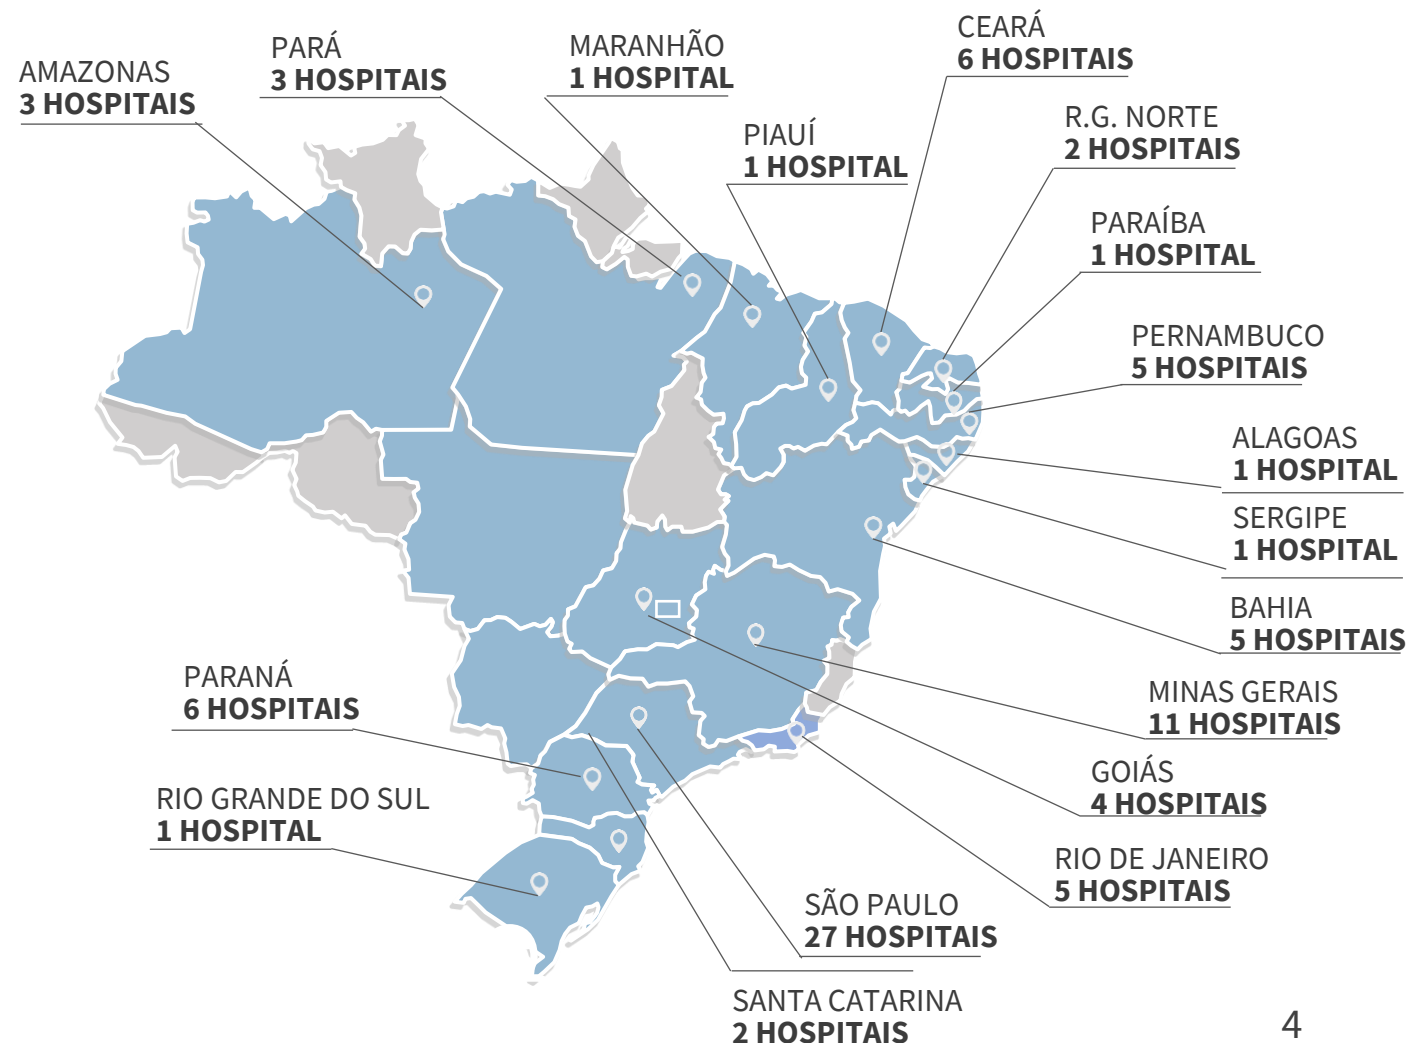 CEARÁ
6 HOSPITAIS
PARÁ
3 HOSPITAIS
MARANHÃO
1 HOSPITAL
AMAZONAS
3 HOSPITAIS
R.G. NORTE
2 HOSPITAIS
PIAUÍ
1 HOSPITAL
PARAÍBA
1 HOSPITAL
PERNAMBUCO
5 HOSPITAIS
ALAGOAS
1 HOSPITAL
SERGIPE
1 HOSPITAL
BAHIA
5 HOSPITAIS
PARANÁ
6 HOSPITAIS
MINAS GERAIS
11 HOSPITAIS
GOIÁS
4 HOSPITAIS
RIO GRANDE DO SUL
1 HOSPITAL
RIO DE JANEIRO
5 HOSPITAIS
SÃO PAULO
27 HOSPITAIS
SANTA CATARINA
2 HOSPITAIS
4